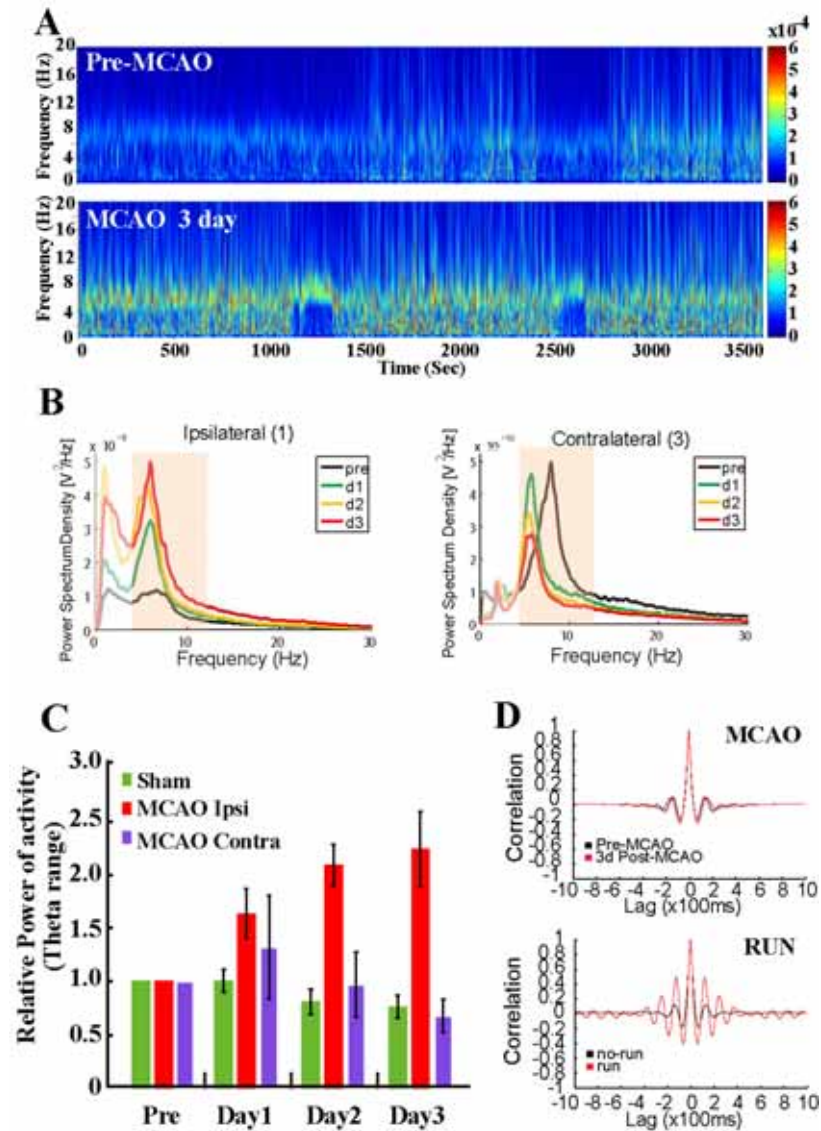 A
Pre-MCAO
Frequency (Hz)
20
16
12
8
4
0
x10-4
6
5
4
3
2
1
0
MCAO 3 day
Frequency (Hz)
20
16
12
8
4
0
6
5
4
3
2
1
0
0 500 1000 1500 2000 2500 3000 3500
Time (Sec)
B
Ipsilateral (1)
Power Spectrum Density [V²/Hz]
5
4
3
2
1
0
pre
d1
d2
d3
0 10 20 30
Frequency (Hz)
Contralateral (3)
Power Spectrum Density [V²/Hz]
5
4
3
2
1
0
pre
d1
d2
d3
0 10 20 30
Frequency (Hz)
C
Relative Power of activity
(Theta range)
3.0
2.5
2.0
1.5
1.0
0.5
0
Sham
MCAO Ipsi
MCAO Contra
Pre Day1 Day2 Day3
D
MCAO
Correlation
1
0.8
0.6
0.4
0.2
0
-0.2
-0.4
-0.6
-0.8
-1
Pre-MCAO
3d Post-MCAO
-10 -8 -6 -4 -2 0 2 4 6 8 10
Lag (x100ms)
RUN
Correlation
1
0.8
0.6
0.4
0.2
0
-0.2
-0.4
-0.6
-0.8
-1
no-run
run
-10 -8 -6 -4 -2 0 2 4 6 8 10
Lag (x100ms)